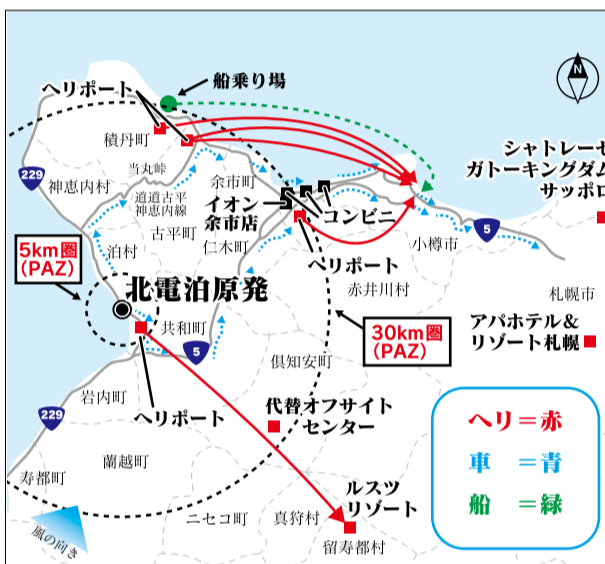 船乗り場
N
ヘリポート
積丹町
シャトレーゼ
ガトーキングダム
サッポロ
229
神恵内村
当丸峠
道道古平
神恵内線
余市町
イオン
余市店
コンビニ
古平町
仁木町
5
小樽市
ヘリポート
泊村
5km圏
(PAZ)
北電泊原発
赤井川村
札幌市
30km圏
(PAZ)
アパホテル&
リゾート札幌
共和町
5
倶知安町
岩内町
ヘリポート
229
代替オフサイト
センター
ヘリ=赤
車 =青
船 =緑
蘭越町
寿都町
ルスツ
リゾート
ニセコ町
真狩村
留寿都村
風の向き